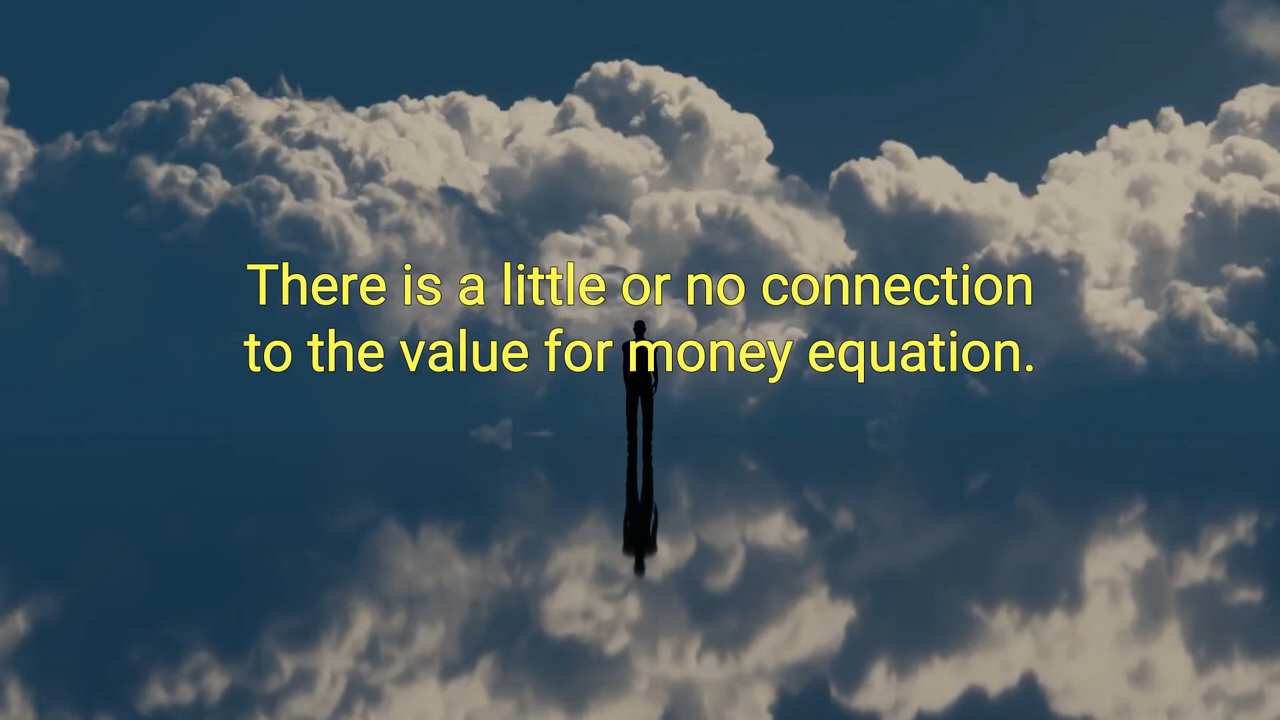 There is a little or no connection
to the value for money equation.